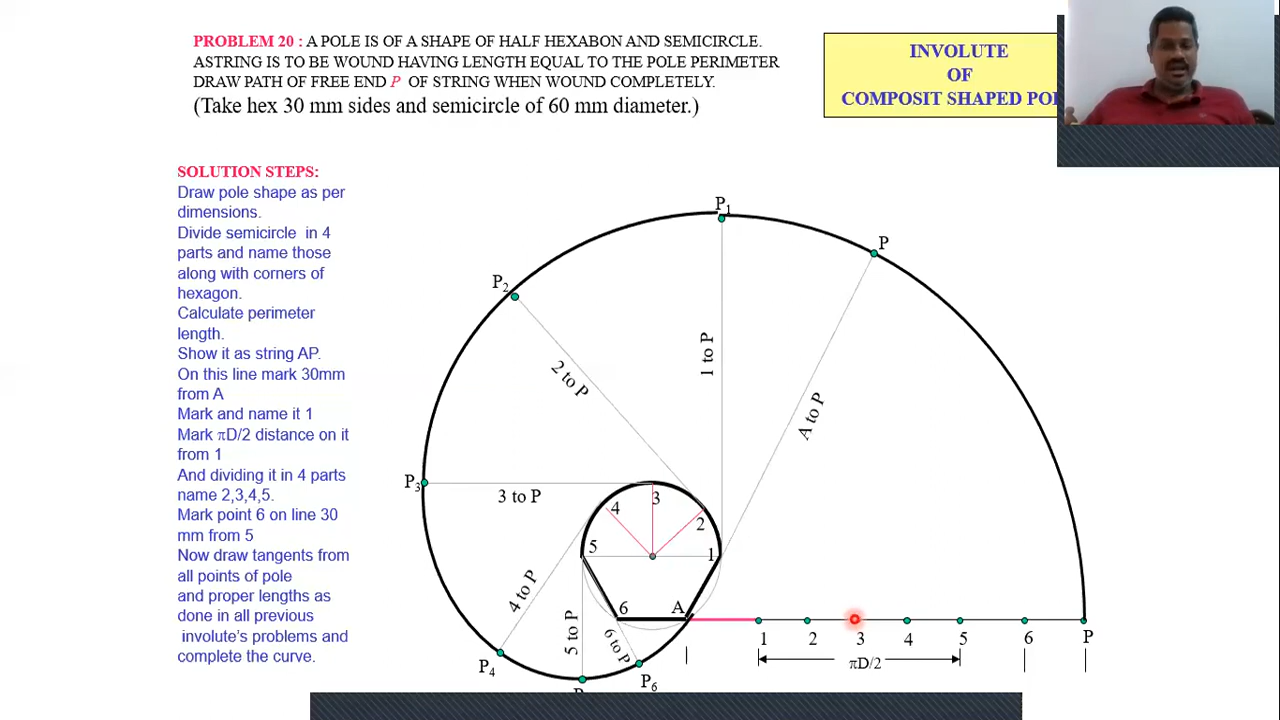 PROBLEM 20 : A POLE IS OF A SHAPE OF HALF HEXABON AND SEMICIRCLE.
ASTRING IS TO BE WOUND HAVING LENGTH EQUAL TO THE POLE PERIMETER
DRAW PATH OF FREE END P OF STRING WHEN WOUND COMPLETELY.
(Take hex 30 mm sides and semicircle of 60 mm diameter.)
INVOLUTE
OF
COMPOSIT SHAPED
SOLUTION STEPS:
Draw pole shape as per
dimensions.
Divide semicircle in 4
parts and name those
along with corners of
hexagon.
Calculate perimeter
length.
Show it as string AP.
On this line mark 30mm
from A
Mark and name it 1
Mark πD/2 distance on it
from 1
And dividing it in 4 parts
name 2,3,4,5.
Mark point 6 on line 30
mm from 5
Now draw tangents from
all points of pole
and proper lengths as
done in all previous
involute's problems and
complete the curve.
P1
P
P2
1 to P
2 to P
A to P
P3
3 to P
3
4
2
5
1
4 to P
5 to P
6
A
6 to P
P4
P6
1
2
3
4
5
6
P
πD/2